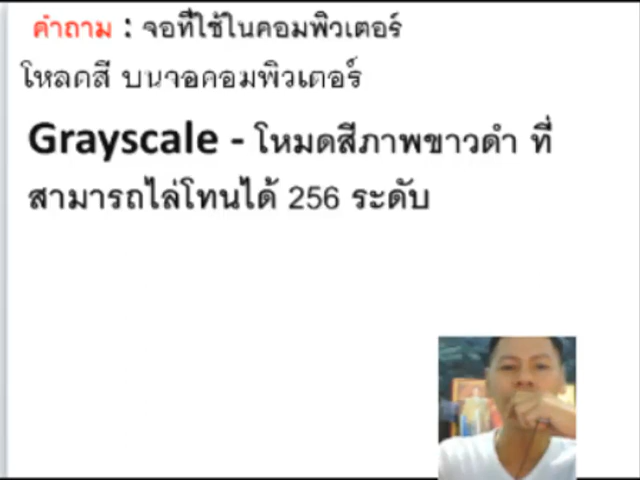 คำถาม : จอที่ใช้ในคอมพิวเตอร์
โหลดสี บนจอคอมพิวเตอร์
Grayscale - โหมดสีภาพขาวดำ ที่
สามารถไล่โทนได้ 256 ระดับ